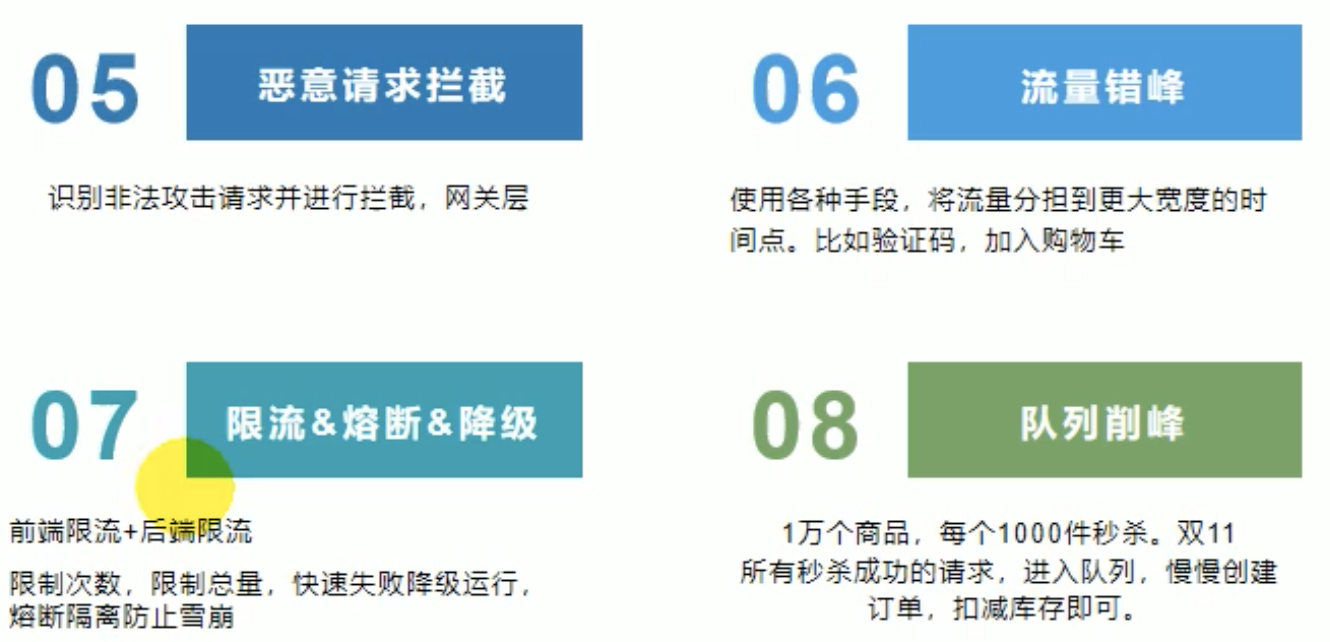 05 恶意请求拦截
识别非法攻击请求并进行拦截，网关层
06 流量错峰
使用各种手段，将流量分担到更大宽度的时
间点。比如验证码，加入购物车
07 限流&熔断&降级
前端限流+后端限流
限制次数，限制总量，快速失败降级运行，
熔断隔离防止雪崩
08 队列削峰
1万个商品，每个1000件秒杀。双11
所有秒杀成功的请求，进入队列，慢慢创建
订单，扣减库存即可。